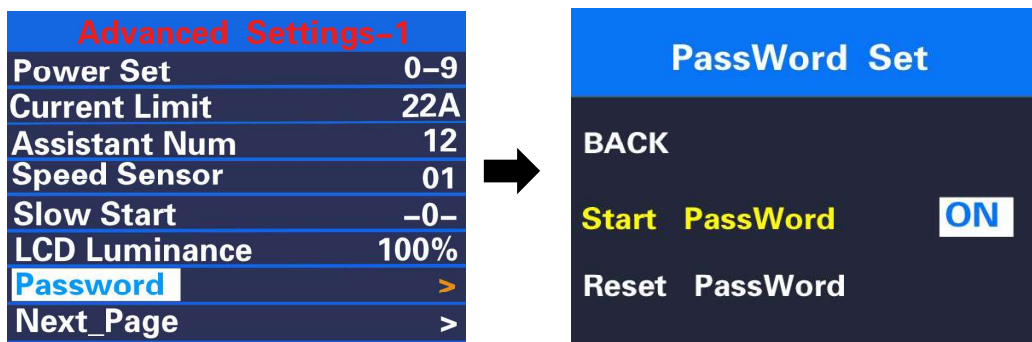 Advanced Settings-1
Power Set 0-9
Current Limit 22A
Assistant Num 12
Speed Sensor 01
Slow Start -0-
LCD Luminance 100%
Password >
Next_Page >
PassWord Set
BACK
Start PassWord ON
Reset PassWord